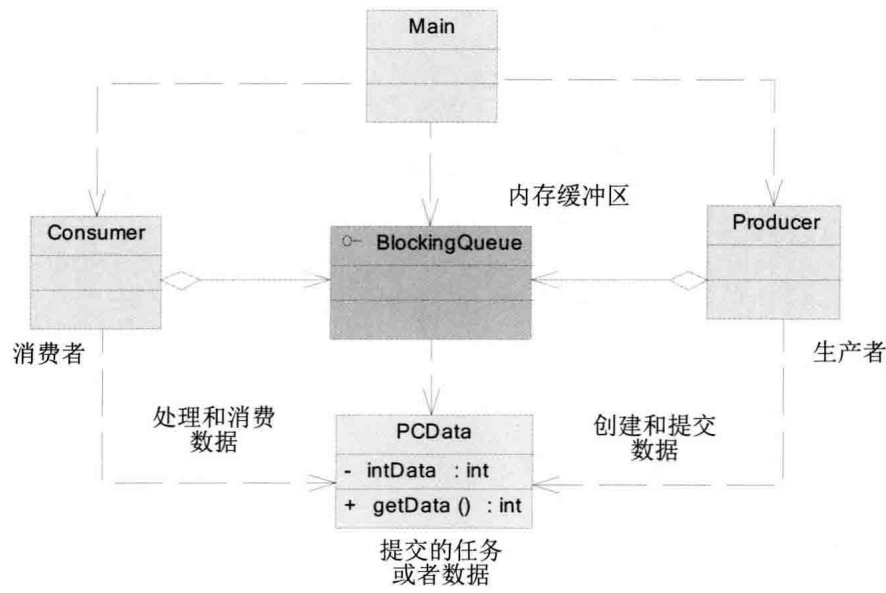 Main
内存缓冲区
Consumer
BlockingQueue
Producer
消费者
生产者
处理和消费
数据
PCData
- intData : int
+ getData () : int
创建和提交
数据
提交的任务
或者数据